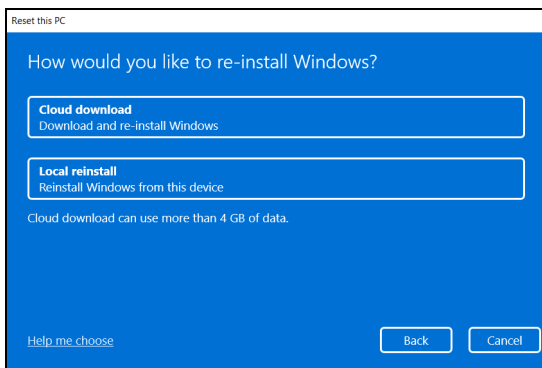 Reset this PC
How would you like to re-install Windows?
Cloud download
Download and re-install Windows
Local reinstall
Reinstall Windows from this device
Cloud download can use more than 4 GB of data.
Help me choose
Back
Cancel